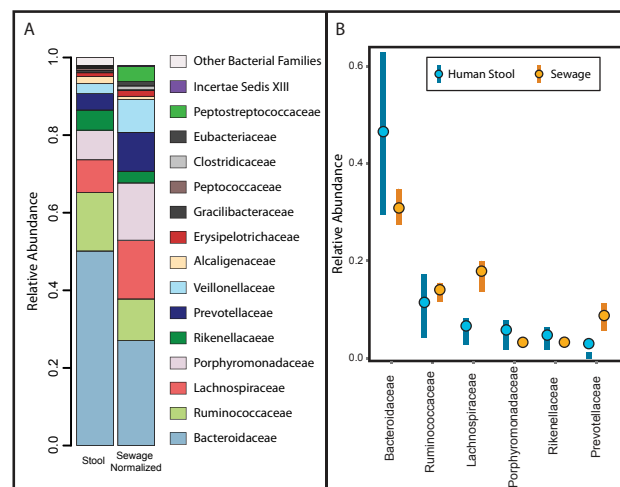 A
Relative Abundance
1.0
0.8
0.6
0.4
0.2
0.0
Stool
Sewage
Normalized
Other Bacterial Families
Incertae Sedis XIII
Peptostreptococcaceae
Eubacteriaceae
Clostridicaceae
Peptococcaceae
Gracilibacteraceae
Erysipelotrichaceae
Alcaligenaceae
Veillonellaceae
Prevotellaceae
Rikenellaceae
Porphyromonadaceae
Lachnospiraceae
Ruminococcaceae
Bacteroidaceae
B
Relative Abundance
0.6
0.4
0.2
0.0
Human Stool
Sewage
Bacteroidaceae
Ruminococcaceae
Lachnospiraceae
Porphyromonadaceae
Rikenellaceae
Prevotellaceae